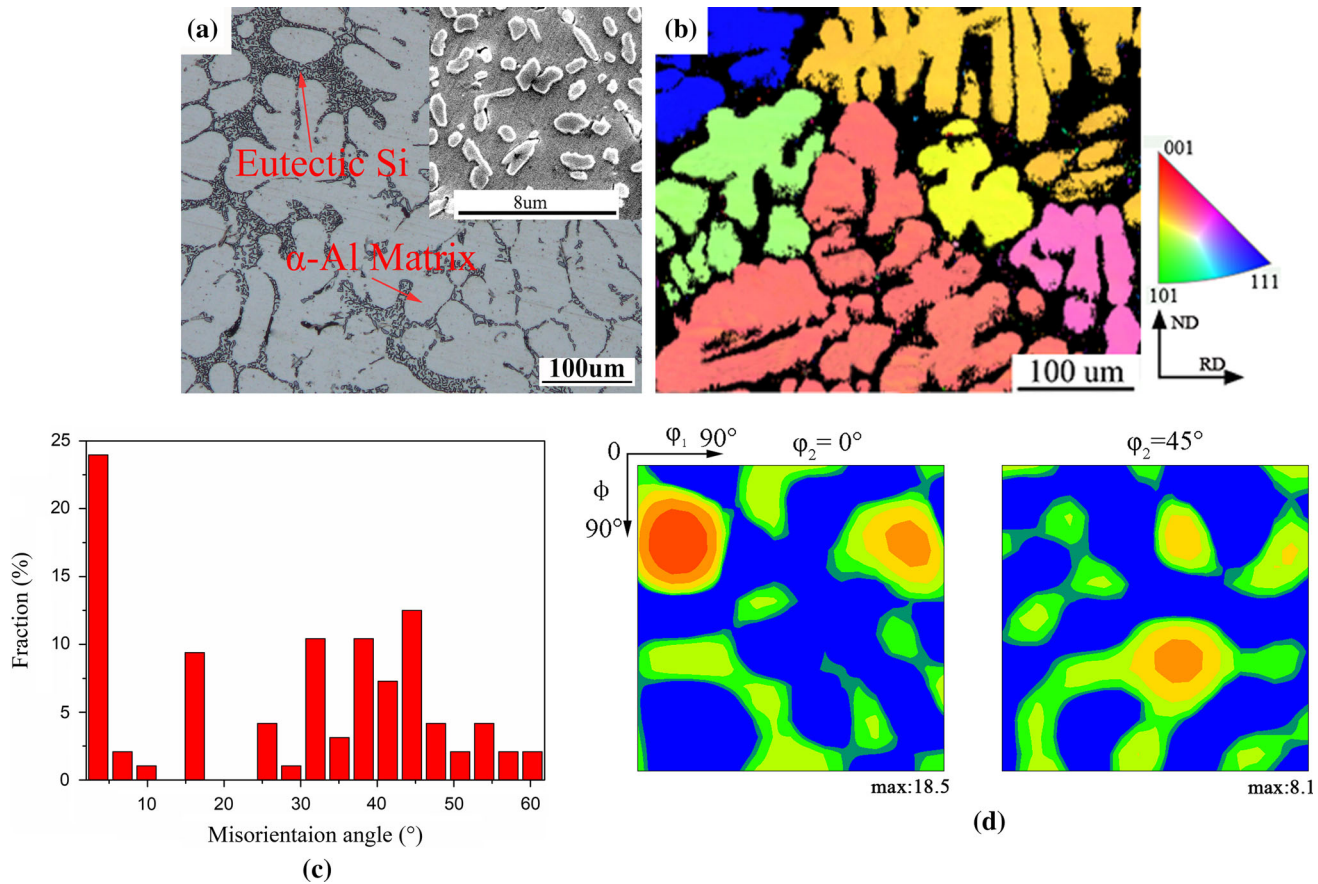 (a)
Eutectic Si
8um
α-Al Matrix
100um
(b)
100 um
001
101
111
ND
RD
25
20
15
10
5
0
Fraction (%)
10 20 30 40 50 60
Misorientaion angle (°)
(c)
0 φ₁ 90° φ₂= 0°
ϕ
90°
max:18.5
φ₂=45°
max:8.1
(d)